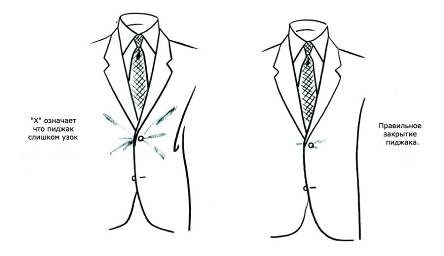 "X" означает
что пиджак
слишком узок
Правильное
закрытие
пиджака.